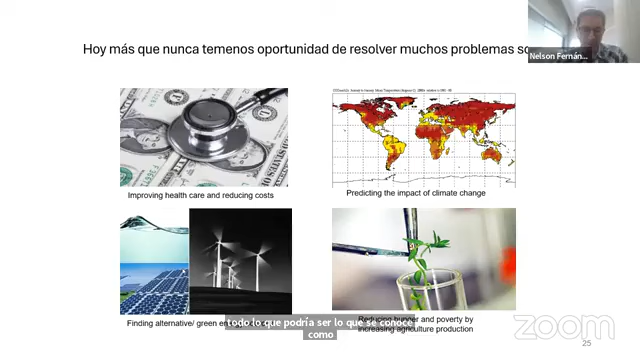 Hoy más que nunca temenos oportunidad de resolver muchos problemas so
Nelson Fernán...
Improving health care and reducing costs
Predicting the impact of climate change
Finding alternative/ green
todo lo que podría ser lo que se conoce
como
Reducing hunger and poverty by
increasing agriculture production
zoom
25